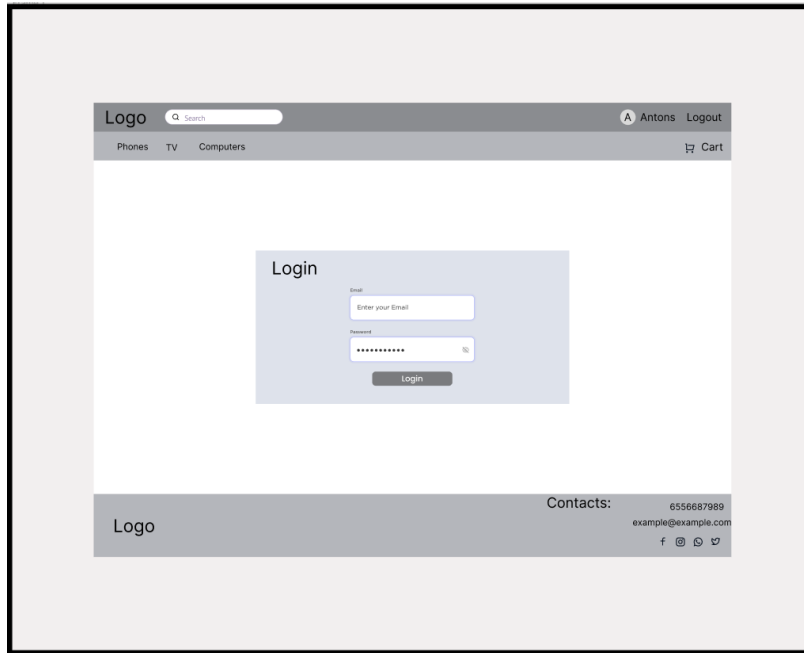 Logo Search A Antons Logout
Phones TV Computers Cart
Login
Email
Enter your Email
Password
Login
Contacts:
6556687989
Logo
example@example.com